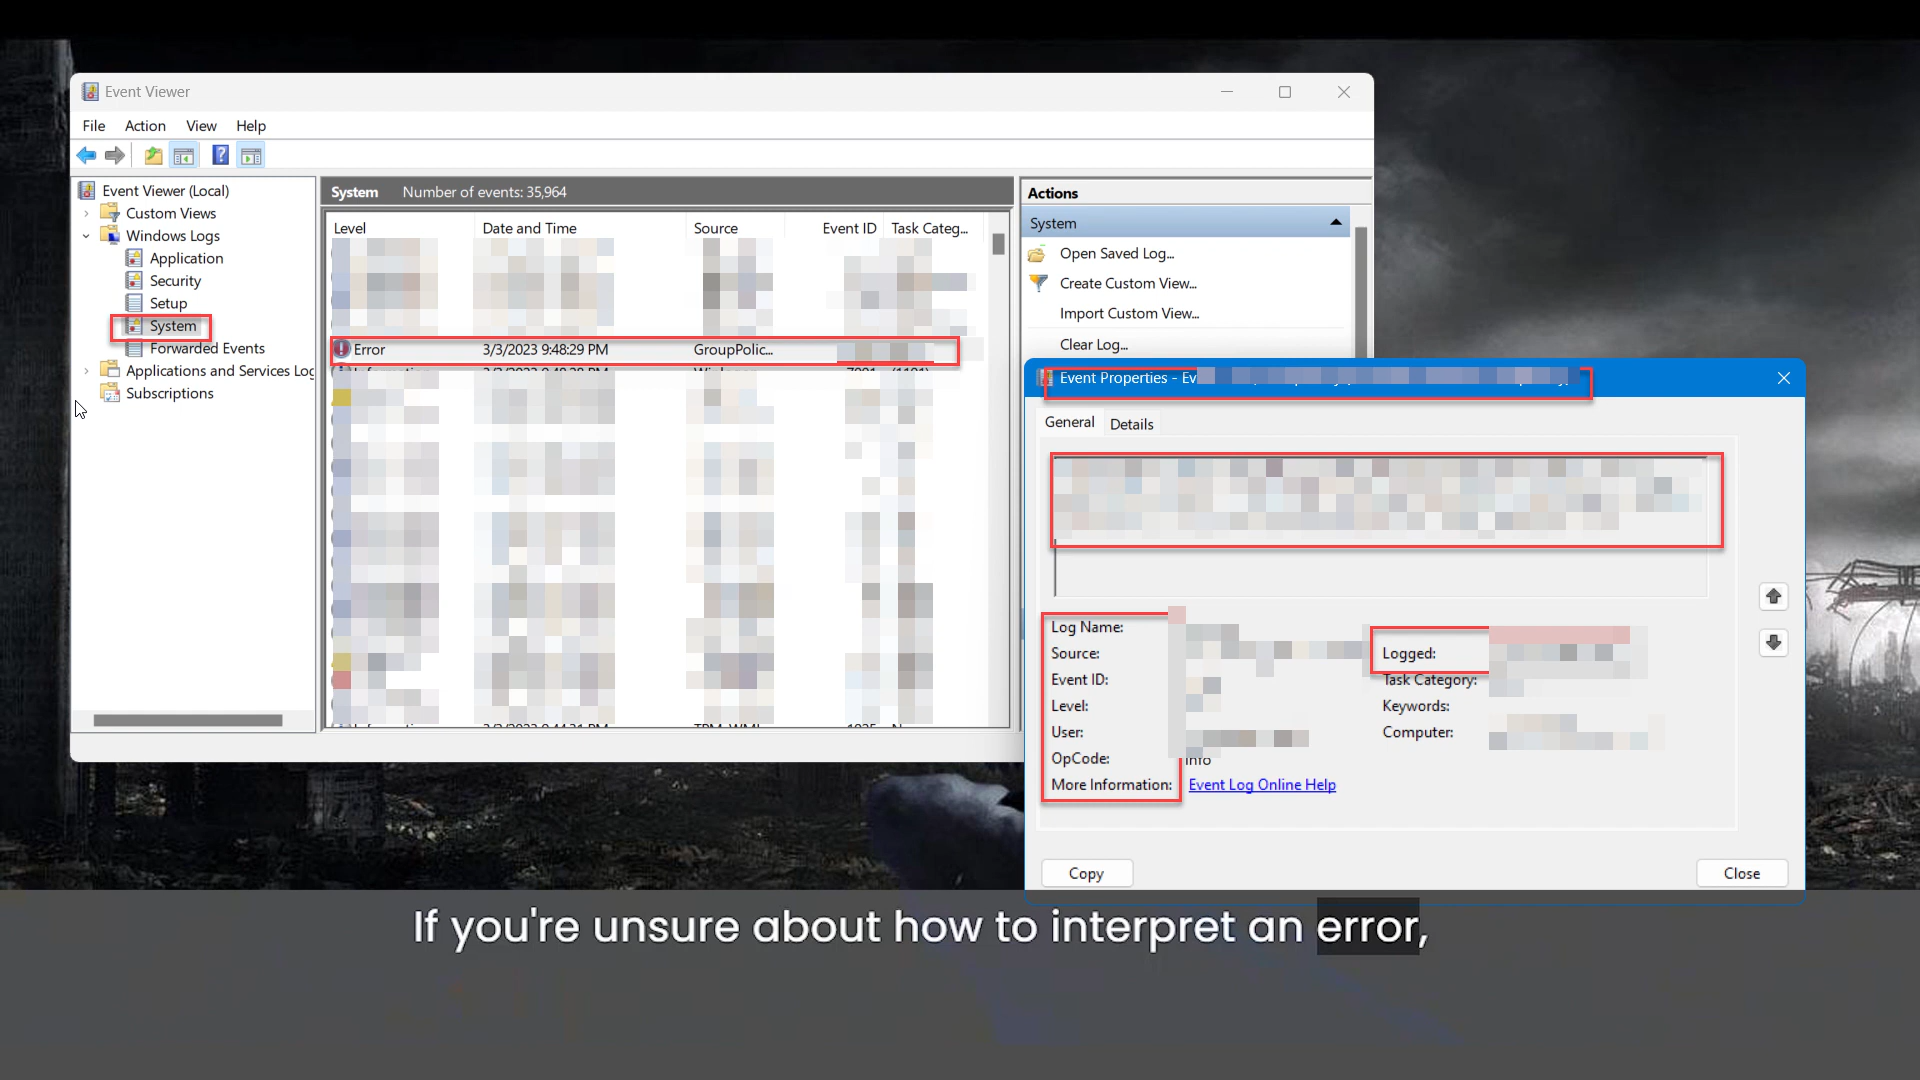 Event Viewer
File Action View Help
Event Viewer (Local)
Custom Views
Windows Logs
Application
Security
Setup
System
Forwarded Events
Applications and Services Log
Subscriptions
System Number of events: 35,964
Level Date and Time Source Event ID Task Categ...
Error 3/3/2023 9:48:29 PM GroupPolic...
Actions
System
Open Saved Log...
Create Custom View...
Import Custom View...
Clear Log...
Event Properties - Ev
General Details
Log Name:
Source:
Logged:
Event ID:
Task Category:
Level:
Keywords:
User:
Computer:
OpCode:
Info
More Information: Event Log Online Help
Copy Close
If you're unsure about how to interpret an error,